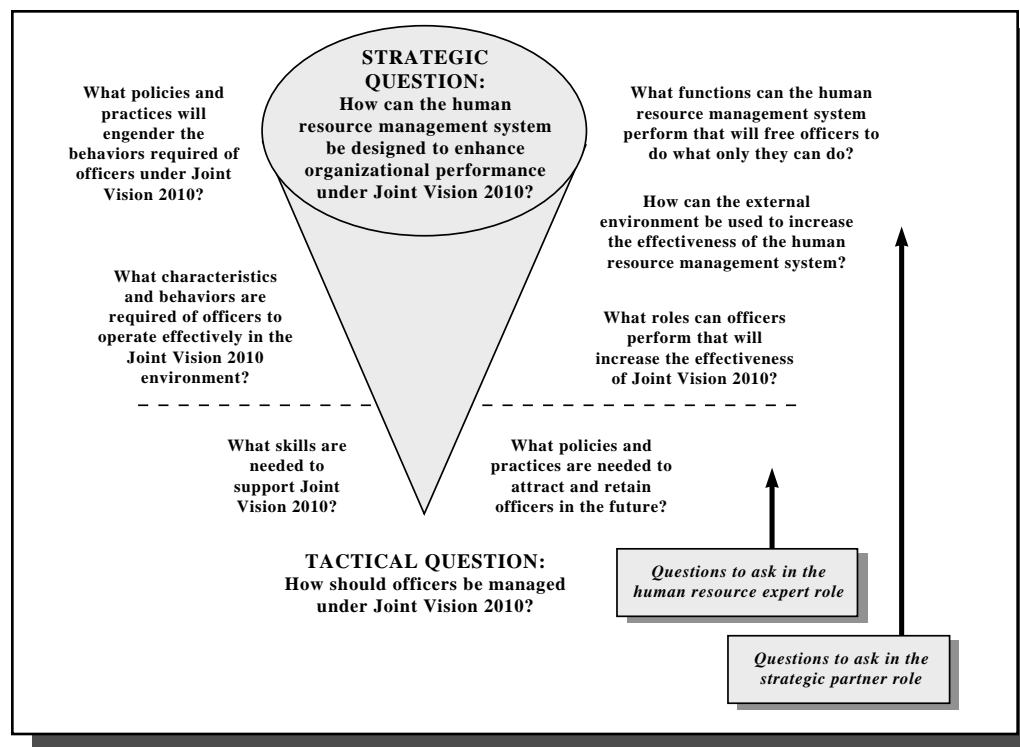 STRATEGIC
QUESTION:
How can the human
resource management system
be designed to enhance
organizational performance
under Joint Vision 2010?
What policies and
practices will
engender the
behaviors required of
officers under Joint
Vision 2010?
What functions can the human
resource management system
perform that will free officers to
do what only they can do?
How can the external
environment be used to increase
the effectiveness of the human
resource management system?
What characteristics
and behaviors are
required of officers to
operate effectively in the
Joint Vision 2010
environment?
What roles can officers
perform that will
increase the effectiveness
of Joint Vision 2010?
What skills are
needed to
support Joint
Vision 2010?
What policies and
practices are needed to
attract and retain
officers in the future?
TACTICAL QUESTION:
How should officers be managed
under Joint Vision 2010?
Questions to ask in the
human resource expert role
Questions to ask in the
strategic partner role